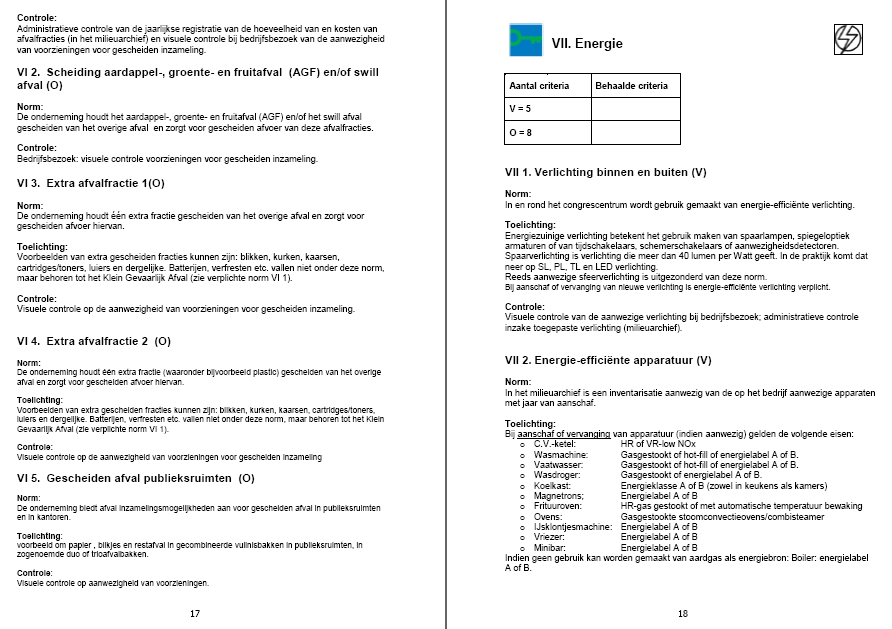 Controle:
Administratieve controle van de jaarlijkse registratie van de hoeveelheid van en kosten van
afvalfracties (in het milieuarchief) en visuele controle bij bedrijfsbezoek van de aanwezigheid
van voorzieningen voor gescheiden inzameling.
VI 2. Scheiding aardappel-, groente- en fruitafval (AGF) en/of swill
afval (O)
Norm:
De onderneming houdt het aardappel-, groente- en fruitafval (AGF) en/of het swill afval
gescheiden van het overige afval en zorgt voor gescheiden afvoer van deze afvalfracties.
Controle:
Bedrijfsbezoek: visuele controle voorzieningen voor gescheiden inzameling.
VI 3. Extra afvalfractie 1(O)
Norm:
De onderneming houdt één extra fractie gescheiden van het overige afval en zorgt voor
gescheiden afvoer hiervan.
Toelichting:
Voorbeelden van extra gescheiden fracties kunnen zijn: blikken, kurken, kaarsen,
cartridges/toners, luiers en dergelijke. Batterijen, verfresten etc. vallen niet onder deze norm,
maar behoren tot het Klein Gevaarlijk Afval (zie verplichte norm VI 1).
Controle:
Visuele controle op de aanwezigheid van voorzieningen voor gescheiden inzameling.
VI 4. Extra afvalfractie 2 (O)
Norm:
De onderneming houdt één extra fractie (waaronder bijvoorbeeld plastic) gescheiden van het overige
afval en zorgt voor gescheiden afvoer hiervan.
Toelichting:
Voorbeelden van extra gescheiden fracties kunnen zijn: blikken, kurken, kaarsen, cartridges/toners,
luiers en dergelijke. Batterijen, verfresten etc. vallen niet onder deze norm, maar behoren tot het Klein
Gevaarlijk Afval (zie verplichte norm VI 1).
Controle:
Visuele controle op de aanwezigheid van voorzieningen voor gescheiden inzameling
VI 5. Gescheiden afval publieksruimten (O)
Norm:
De onderneming biedt afval inzamelingsmogelijkheden aan voor gescheiden afval in publieksruimten
en in kantoren.
Toelichting:
voorbeeld om papier , blikjes en restafval in gecombineerde vuilnisbakken in publieksruimten, in
zogenoemde duo of trioafvalbakken.
Controle:
Visuele controle op aanwezigheid van voorzieningen.
17
VII. Energie
Aantal criteria Behaalde criteria
V = 5
O = 8
VII 1. Verlichting binnen en buiten (V)
Norm:
In en rond het congrescentrum wordt gebruik gemaakt van energie-efficiënte verlichting.
Toelichting:
Energiezuinige verlichting betekent het gebruik maken van spaarlampen, spiegeloptiek
armaturen of van tijdschakelaars, schemerschakelaars of aanwezigheidsdetectoren.
Spaarverlichting is verlichting die meer dan 40 lumen per Watt geeft. In de praktijk komt dat
neer op SL, PL, TL en LED verlichting.
Reeds aanwezige sfeerverlichting is uitgezonderd van deze norm.
Bij aanschaf of vervanging van nieuwe verlichting is energie-efficiënte verlichting verplicht.
Controle:
Visuele controle van de aanwezige verlichting bij bedrijfsbezoek; administratieve controle
inzake toegepaste verlichting (milieuarchief).
VII 2. Energie-efficiënte apparatuur (V)
Norm:
In het milieuarchief is een inventarisatie aanwezig van de op het bedrijf aanwezige apparaten
met jaar van aanschaf.
Toelichting:
Bij aanschaf of vervanging van apparatuur (indien aanwezig) gelden de volgende eisen:
o C.V.-ketel: HR of VR-low NOx
o Wasmachine: Gasgestookt of hot-fill of energielabel A of B.
o Vaatwasser: Gasgestookt of hot-fill of energielabel A of B.
o Wasdroger: Gasgestookt of energielabel A of B.
o Koelkast: Energieklasse A of B (zowel in keukens als kamers)
o Magnetrons; Energielabel A of B
o Frituuroven: HR-gas gestookt of met automatische temperatuur bewaking
o Ovens: Gasgestookte stoomconvectieovens/combisteamer
o IJsklontjesmachine: Energielabel A of B
o Vriezer: Energielabel A of B
o Minibar: Energielabel A of B
Indien geen gebruik kan worden gemaakt van aardgas als energiebron: Boiler: energielabel
A of B.
18